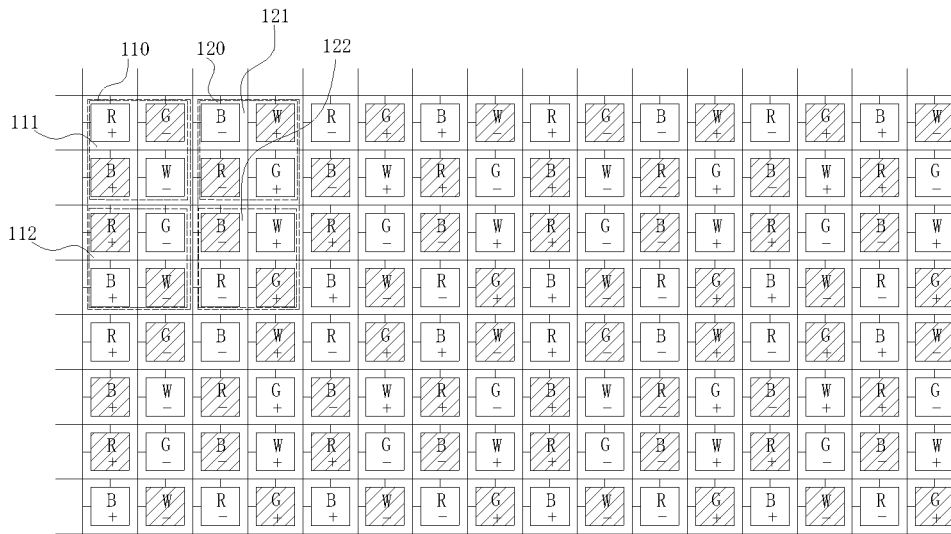 121
110 120 122
R G B W R G B W R G B W R G B W
+ − − + − + + − + − − + − + + −
111
B W R G B W R G B W R G B W R G
+ − − + − + + − + − − + − + + −
R G B W R G B W R G B W R G B W
+ − − + + − − + + − − + + − − +
112
B W R G B W R G B W R G B W R G
+ − − + + − − + + − − + + − − +
R G B W R G B W R G B W R G B W
+ − − + − + + − + − − + − + + −
B W R G B W R G B W R G B W R G
+ − − + − + + − + − − + − + + −
R G B W R G B W R G B W R G B W
+ − − + + − − + + − − + + − − +
B W R G B W R G B W R G B W R G
+ − − + + − − + + − − + + − − +